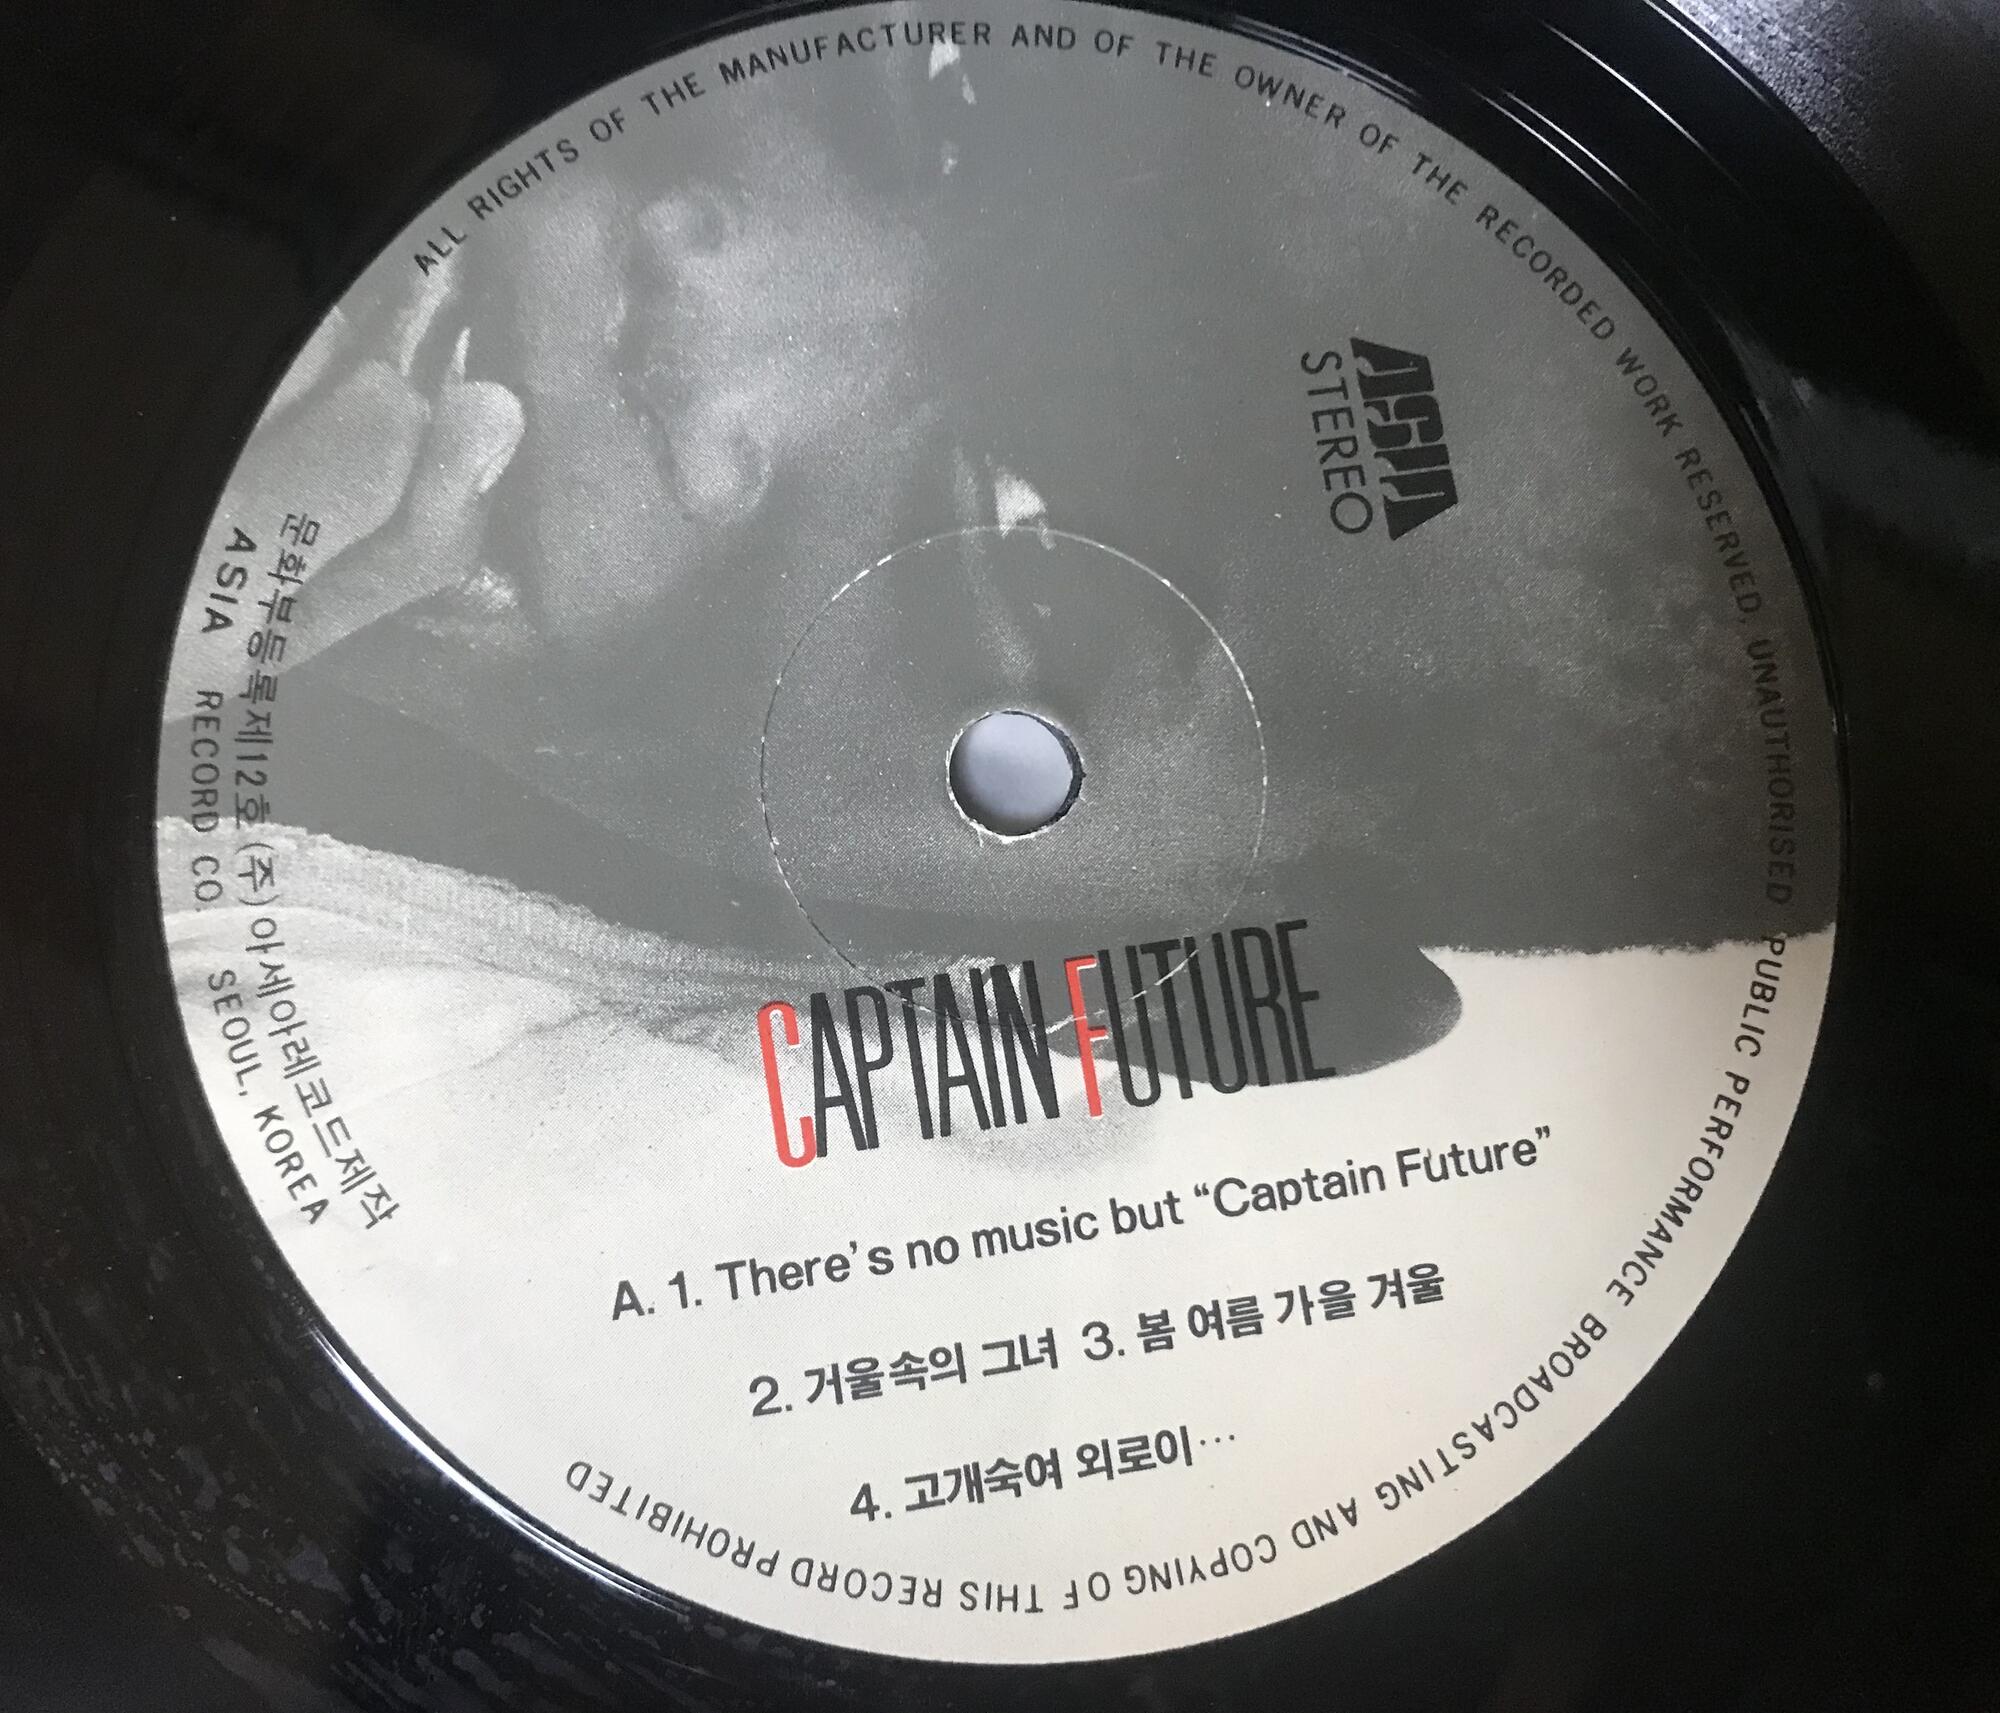 ALL RIGHTS OF THE MANUFACTURER AND OF THE OWNER OF THE RECORDED WORK RESERVED, UNAUTHORISED PUBLIC PERFORMANCE BROADCASTING AND COPYING OF THIS RECORD PROHIBITED
ASIA
STEREO
문화부등록제12호 (주)아세아레코드제작
ASIA RECORD CO. SEOUL, KOREA
CAPTAIN FUTURE
A. 1. There's no music but “Captain Future”
2. 거울속의 그녀 3. 봄 여름 가을 겨울
4. 고개숙여 외로이…